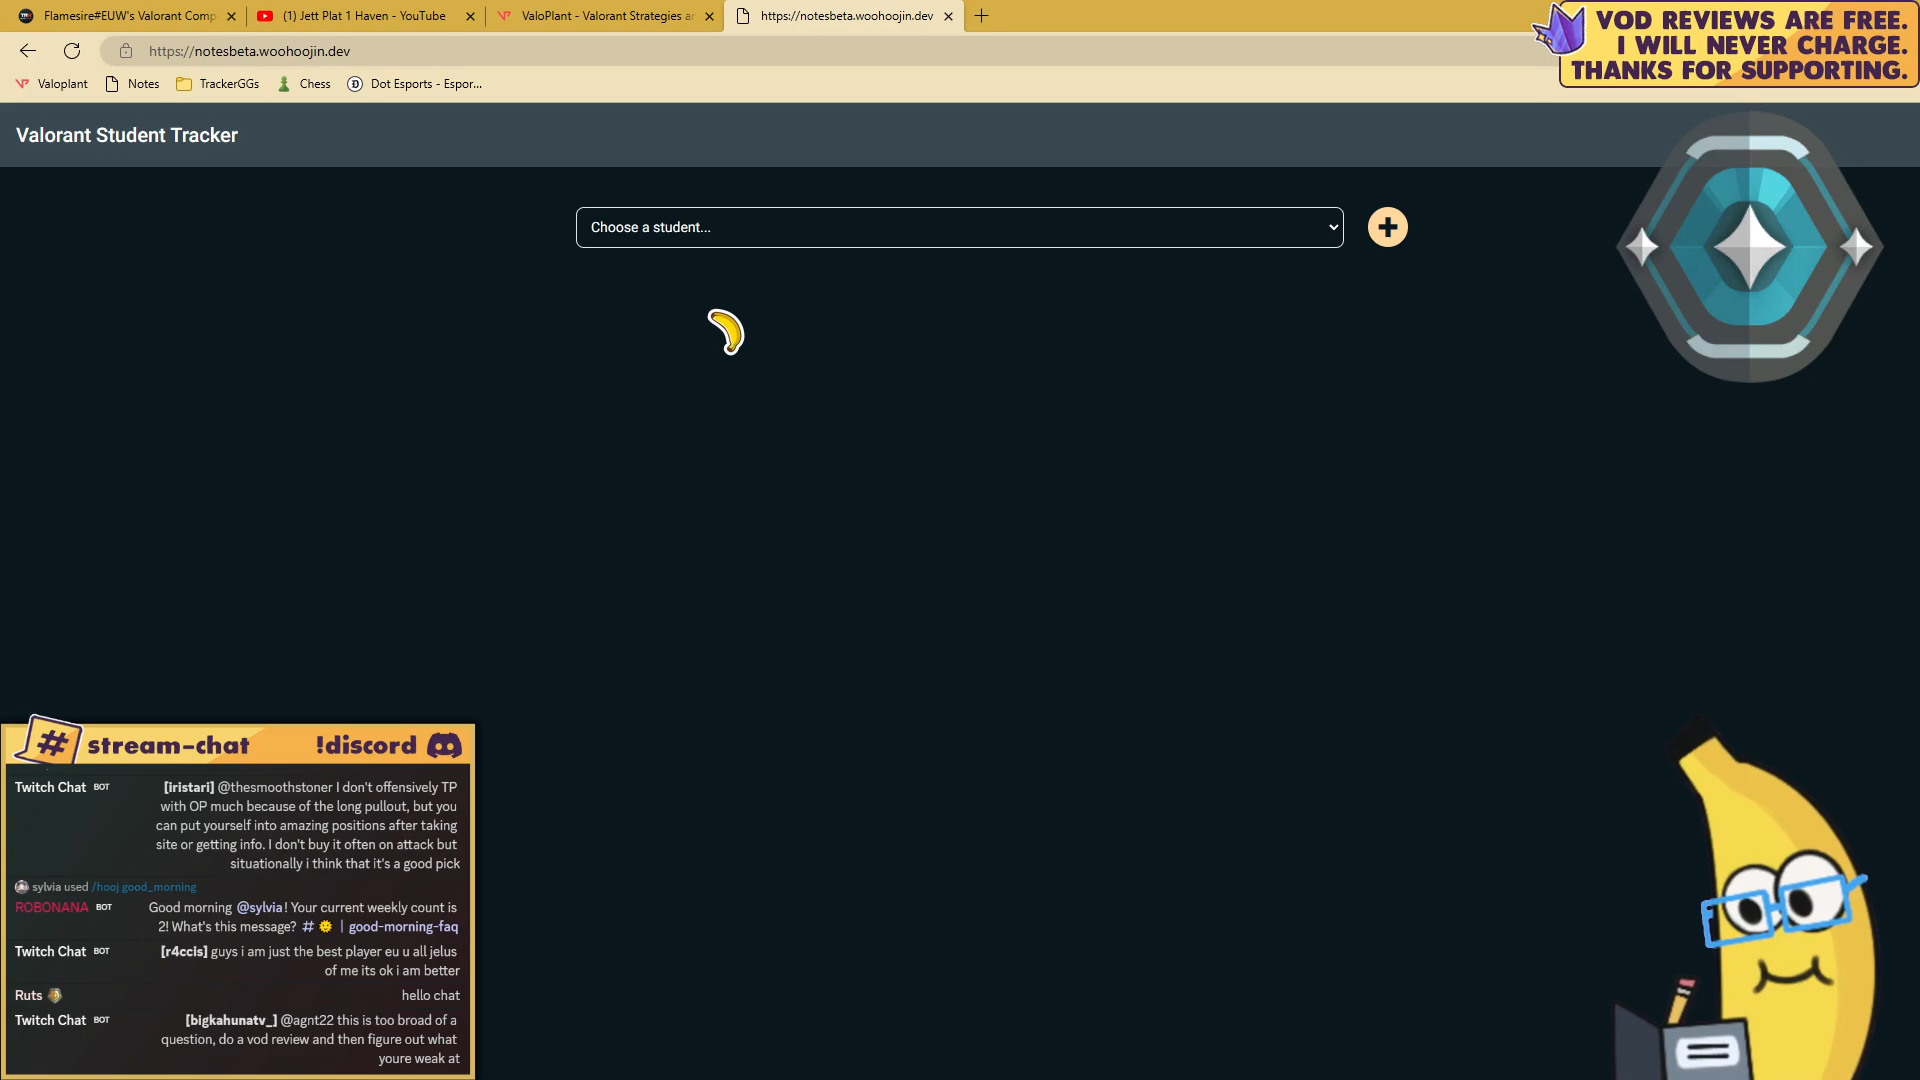 Flamesire#EUW's Valorant Comp
(1) Jett Plat 1 Haven - YouTube
ValoPlant - Valorant Strategies ar
https://notesbeta.woohoojin.dev
https://notesbeta.woohoojin.dev
Valoplant
Notes
TrackerGGs
Chess
Dot Esports - Espor...
VOD REVIEWS ARE FREE.
I WILL NEVER CHARGE.
THANKS FOR SUPPORTING.
Valorant Student Tracker
Choose a student...
# stream-chat !discord
Twitch Chat BOT [iristari] @thesmoothstoner I don't offensively TP
with OP much because of the long pullout, but you
can put yourself into amazing positions after taking
site or getting info. I don't buy it often on attack but
situationally i think that it's a good pick
sylvia used /hooj good_morning
ROBONANA BOT Good morning @sylvia! Your current weekly count is
2! What's this message? # 🌞 | good-morning-faq
Twitch Chat BOT [r4ccis] guys i am just the best player eu u all jelus
of me its ok i am better
Ruts hello chat
Twitch Chat BOT [bigkahunatv_] @agnt22 this is too broad of a
question, do a vod review and then figure out what
youre weak at